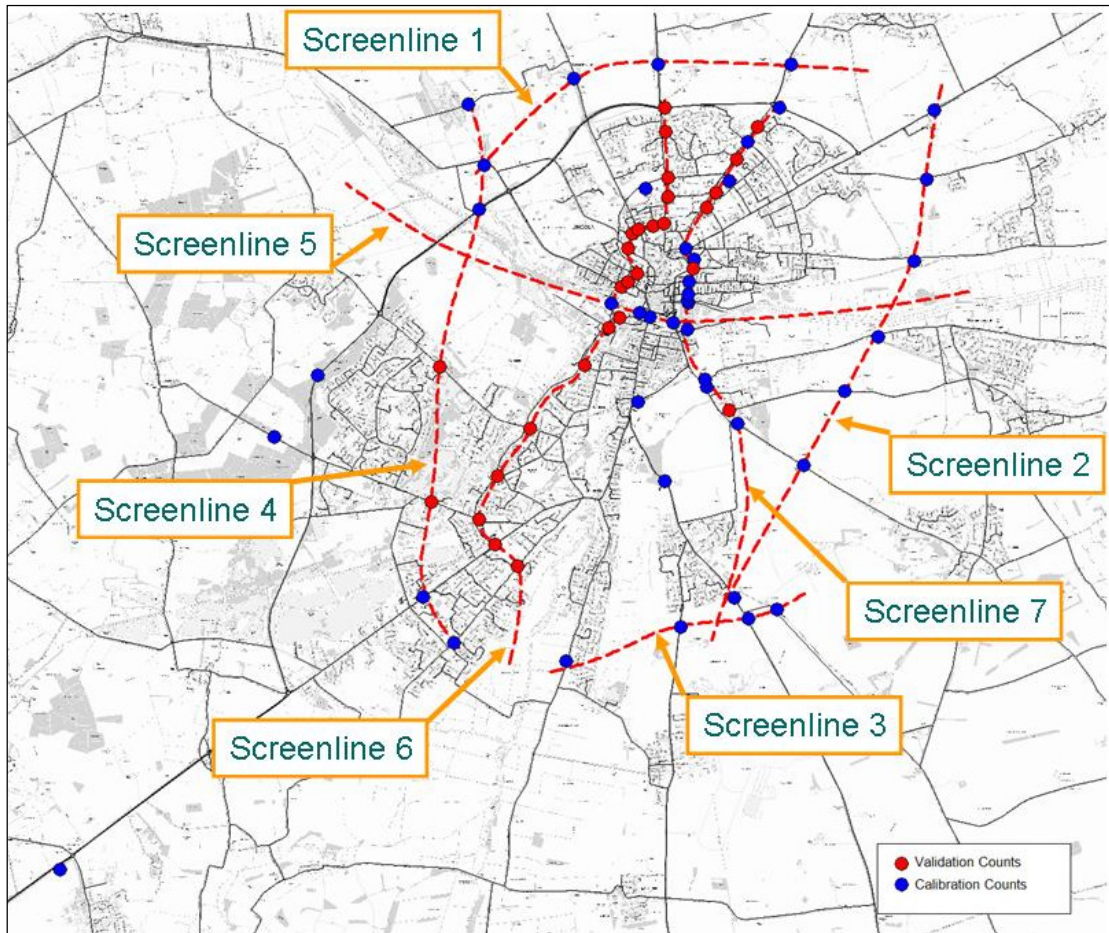 Screenline 1
Screenline 5
Screenline 4
Screenline 2
Screenline 7
Screenline 3
Screenline 6
Validation Counts
Calibration Counts